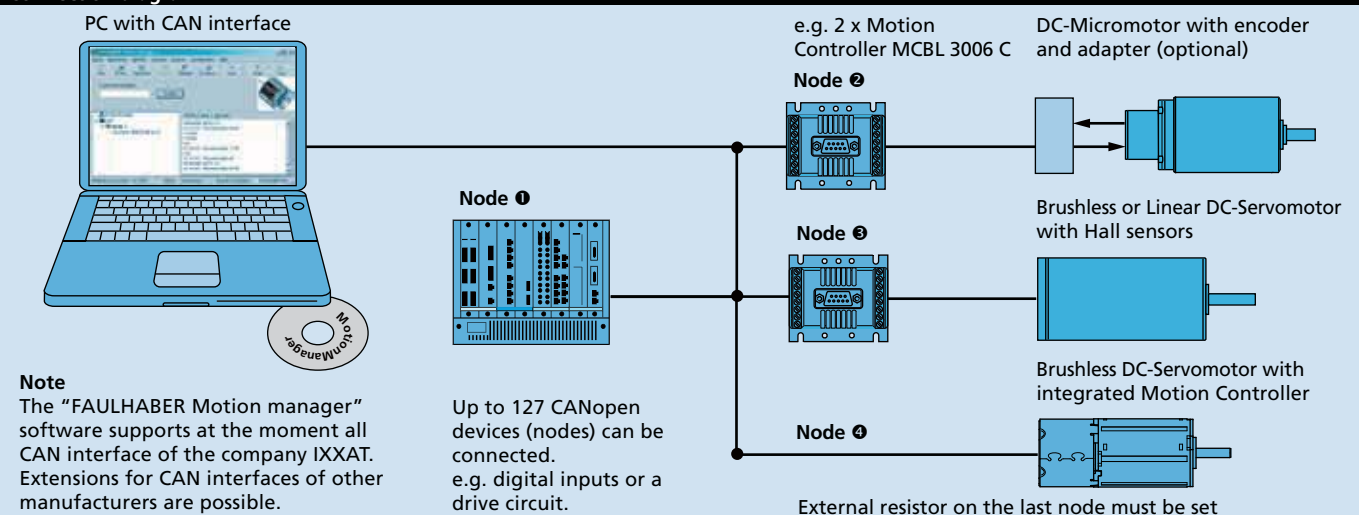 PC with CAN interface
e.g. 2 x Motion
Controller MCBL 3006 C
DC-Micromotor with encoder
and adapter (optional)
Node ❷
Node ❶
Brushless or Linear DC-Servomotor
with Hall sensors
Node ❸
MotionManager
Brushless DC-Servomotor with
integrated Motion Controller
Note
The “FAULHABER Motion manager”
software supports at the moment all
CAN interface of the company IXXAT.
Extensions for CAN interfaces of other
manufacturers are possible.
Up to 127 CANopen
devices (nodes) can be
connected.
e.g. digital inputs or a
drive circuit.
Node ❹
External resistor on the last node must be set